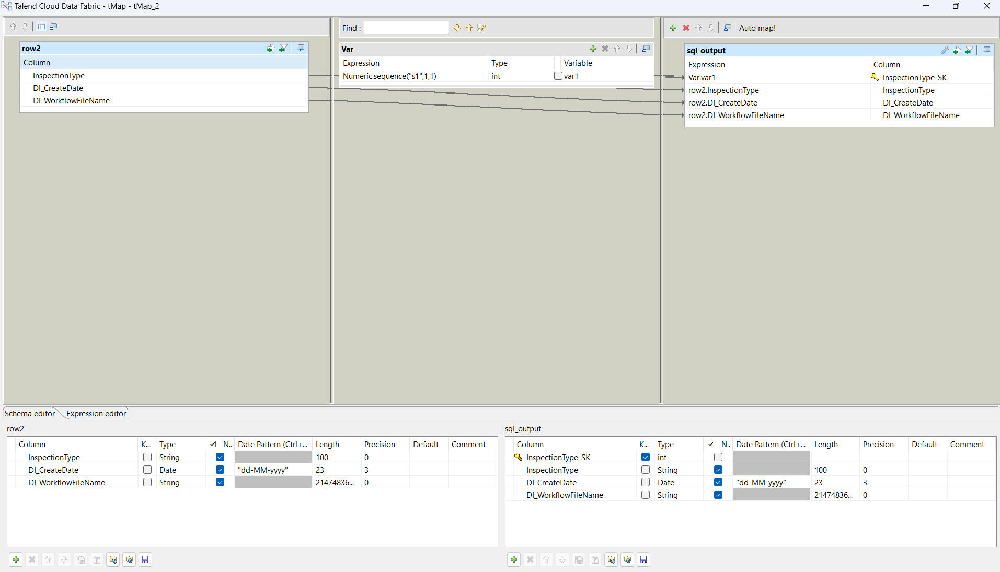 Talend Cloud Data Fabric - tMap - tMap_2
Find :
Auto map!
row2
Column
InspectionType
DI_CreateDate
DI_WorkflowFileName
Var
Expression Type Variable
Numeric.sequence("s1",1,1) int var1
sql_output
Expression Column
Var.var1 InspectionType_SK
row2.InspectionType InspectionType
row2.DI_CreateDate DI_CreateDate
row2.DI_WorkflowFileName DI_WorkflowFileName
Schema editor Expression editor
row2
Column K... Type N.. Date Pattern (Ctrl+... Length Precision Default Comment
InspectionType String 100 0
DI_CreateDate Date "dd-MM-yyyy" 23 3
DI_WorkflowFileName String 21474836... 0
sql_output
Column K... Type N.. Date Pattern (Ctrl+... Length Precision Default Comment
InspectionType_SK int
InspectionType String 100 0
DI_CreateDate Date "dd-MM-yyyy" 23 3
DI_WorkflowFileName String 21474836... 0